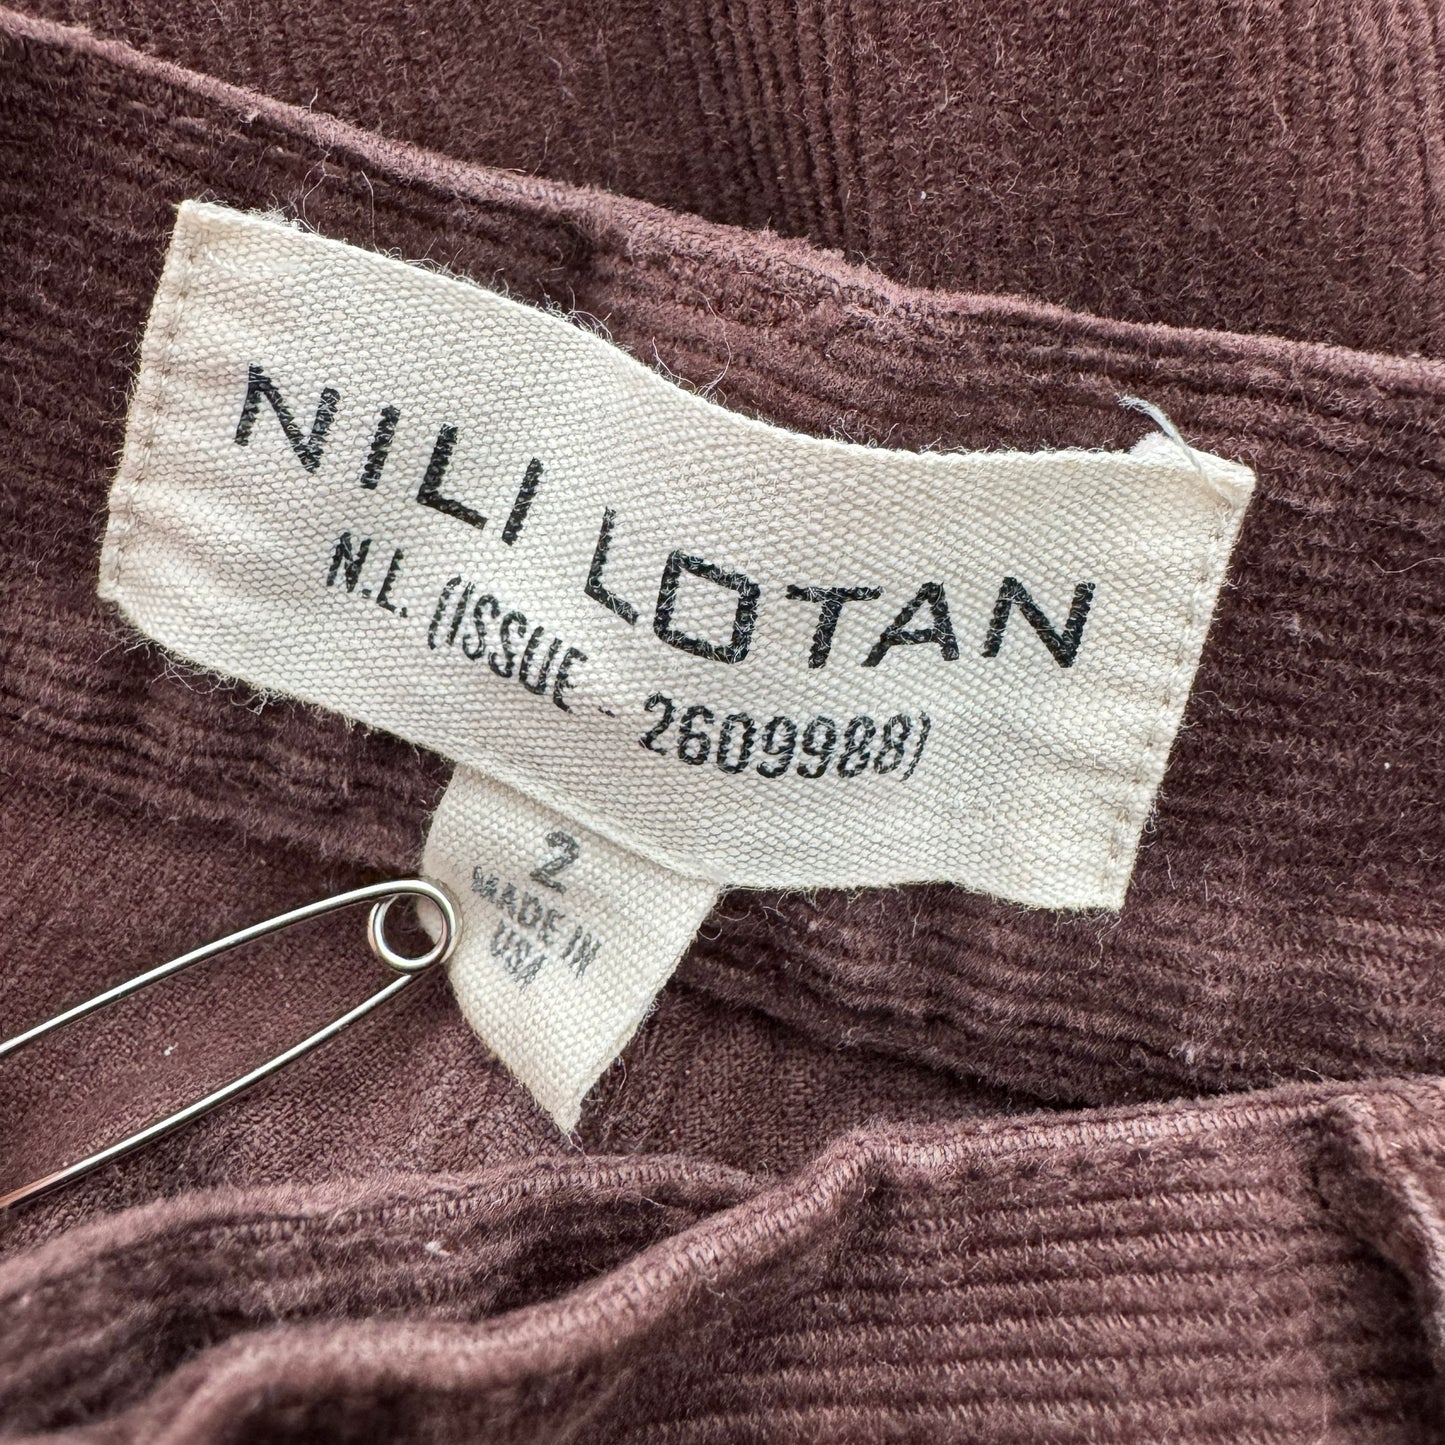 NILI LOTAN
N.L. (ISSUE - 2609988)
2
MADE IN
USA